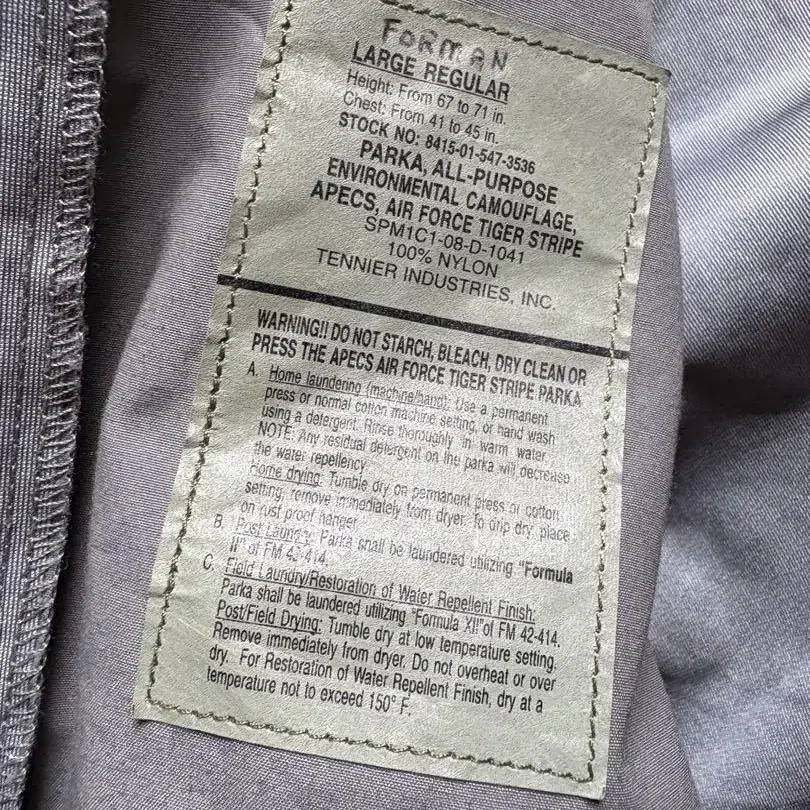 FORMAN
LARGE REGULAR
Height: From 67 to 71 in.
Chest: From 41 to 45 in.
STOCK NO: 8415-01-547-3536
PARKA, ALL-PURPOSE
ENVIRONMENTAL CAMOUFLAGE,
APECS, AIR FORCE TIGER STRIPE
SPM1C1-08-D-1041
100% NYLON
TENNIER INDUSTRIES, INC.
WARNING!! DO NOT STARCH, BLEACH, DRY CLEAN OR
PRESS THE APECS AIR FORCE TIGER STRIPE PARKA
A. Home laundering (machine/hand): Use a permanent
press or normal cotton machine setting, or hand wash
using a detergent. Rinse thoroughly in warm water.
NOTE: Any residual detergent on the parka will decrease
the water repellency
Home drying: Tumble dry on permanent press or cotton
setting, remove immediately from dryer. To drip dry, place
on rust proof hanger
B. Post Laundry: Parka shall be laundered utilizing "Formula
II" of FM 42-414.
C. Field Laundry/Restoration of Water Repellent Finish:
Parka shall be laundered utilizing "Formula XII" of FM 42-414.
Post/Field Drying: Tumble dry at low temperature setting.
Remove immediately from dryer. Do not overheat or over
dry. For Restoration of Water Repellent Finish, dry at a
temperature not to exceed 150° F.